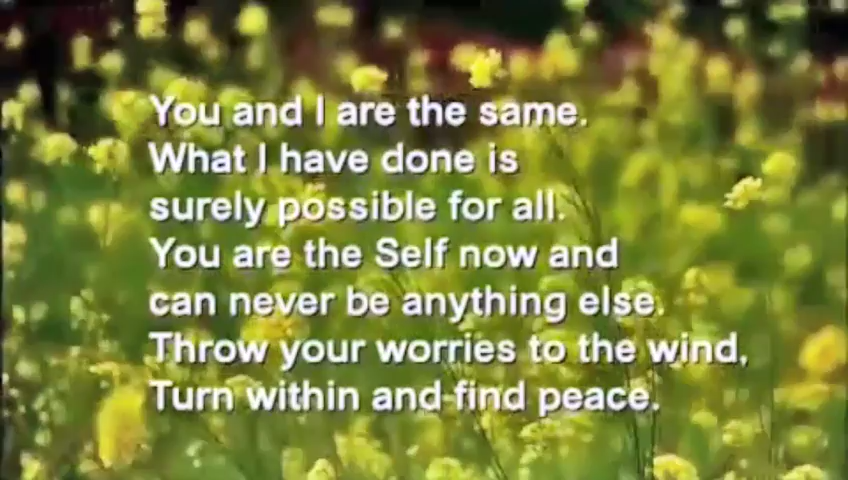 You and I are the same.
What I have done is
surely possible for all.
You are the Self now and
can never be anything else.
Throw your worries to the wind,
Turn within and find peace.